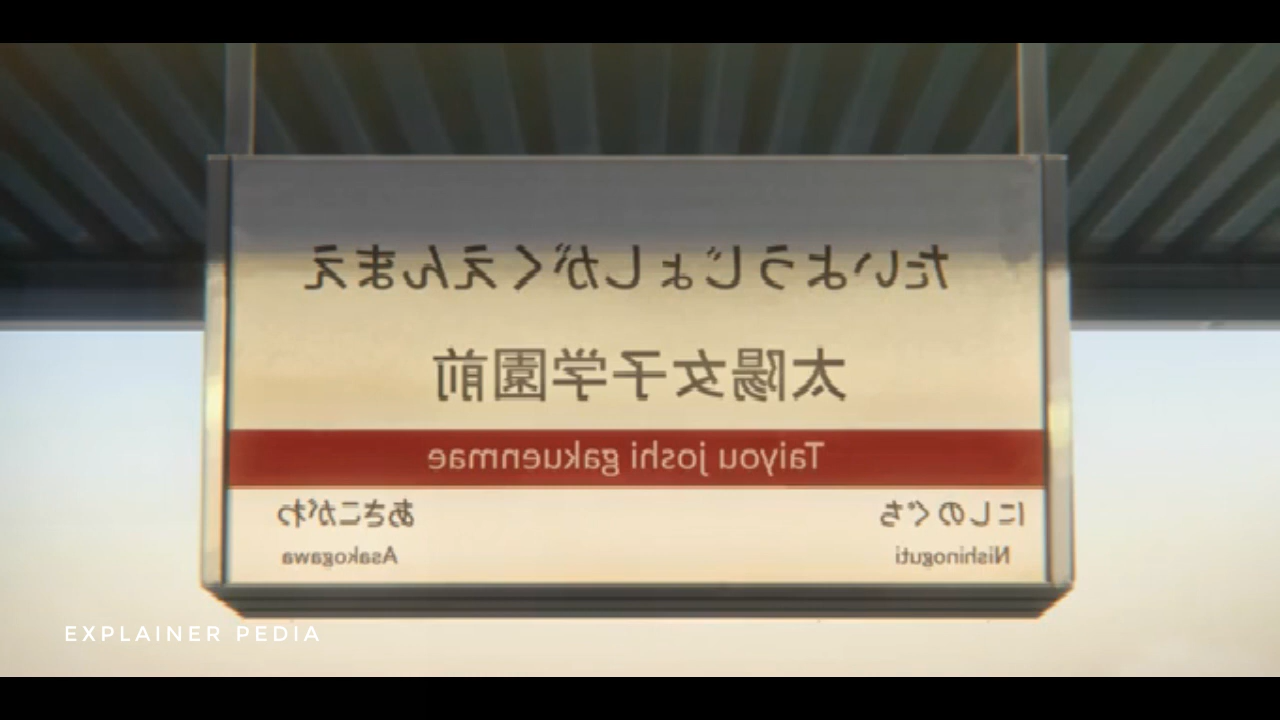 たいようじょしがくえんまえ
太陽女子学園前
Taiyou joshi gakuenmae
にしのぐち
あさこがわ
Nishinoguti
Asakogawa
EXPLAINER PEDIA